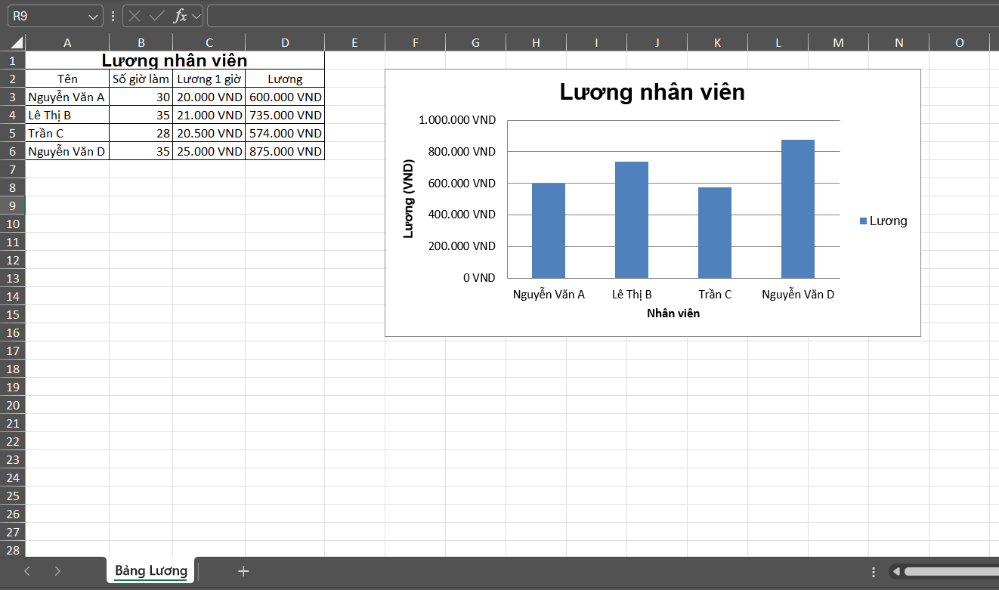 R9
fx
A B C D E F G H I J K L M N O
1 Lương nhân viên
2 Tên Số giờ làm Lương 1 giờ Lương
3 Nguyễn Văn A 30 20.000 VND 600.000 VND
4 Lê Thị B 35 21.000 VND 735.000 VND
5 Trần C 28 20.500 VND 574.000 VND
6 Nguyễn Văn D 35 25.000 VND 875.000 VND
7
8
9
10
11
12
13
14
15
16
17
18
19
20
21
22
23
24
25
26
27
28
Lương nhân viên
Lương (VND)
1.000.000 VND
800.000 VND
600.000 VND
400.000 VND
200.000 VND
0 VND
Nguyễn Văn A Lê Thị B Trần C Nguyễn Văn D
Nhân viên
Lương
Bảng Lương